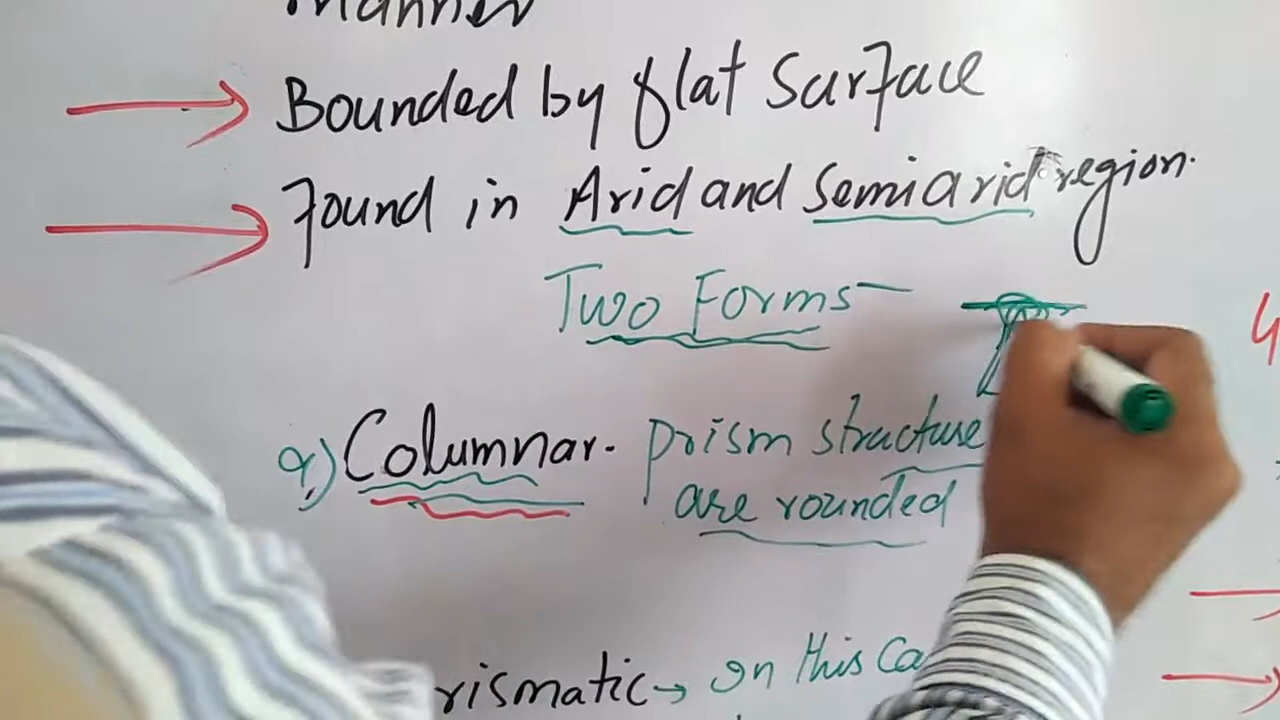 manner
Bounded by flat Surface
Found in Arid and Semiarid region.
Two Forms -
a) Columnar. prism structure
are rounded
rismatic → On this Ca